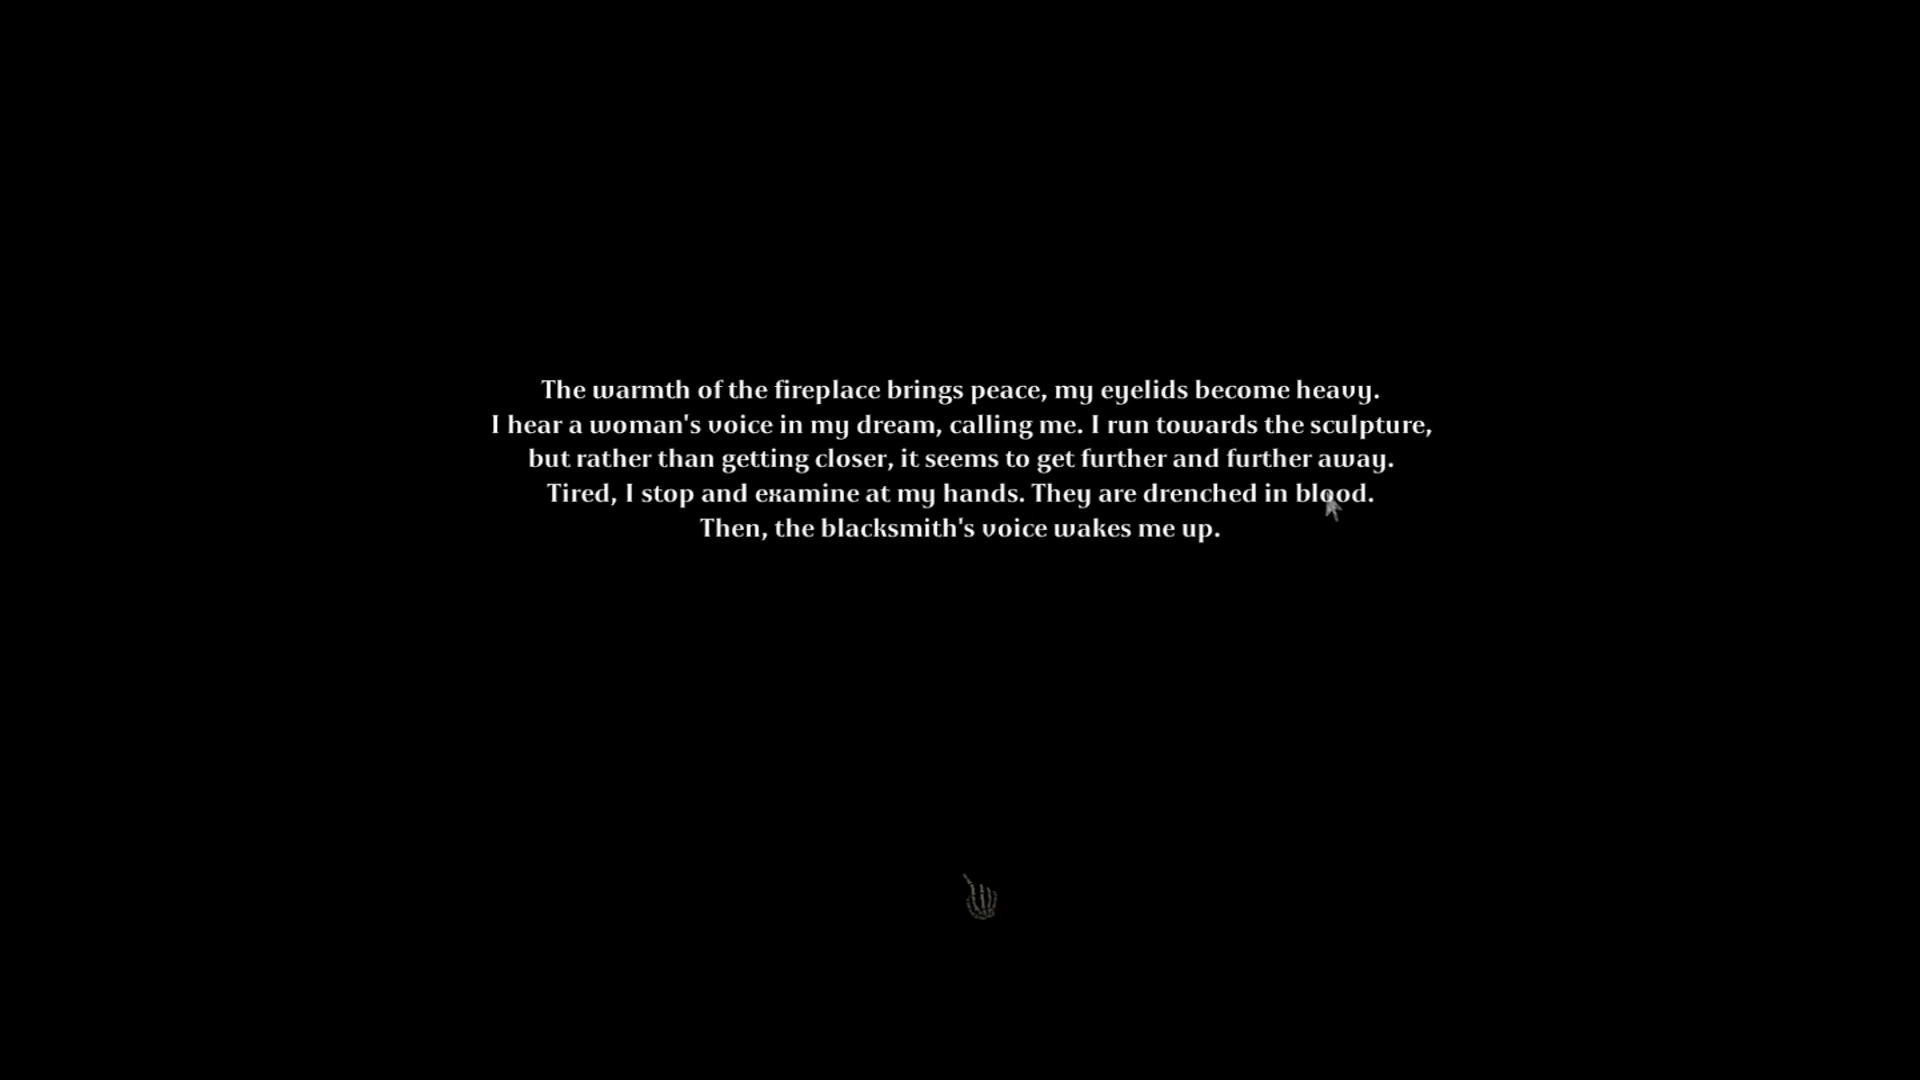 The warmth of the fireplace brings peace, my eyelids become heavy.
I hear a woman's voice in my dream, calling me. I run towards the sculpture,
but rather than getting closer, it seems to get further and further away.
Tired, I stop and examine at my hands. They are drenched in blood.
Then, the blacksmith's voice wakes me up.